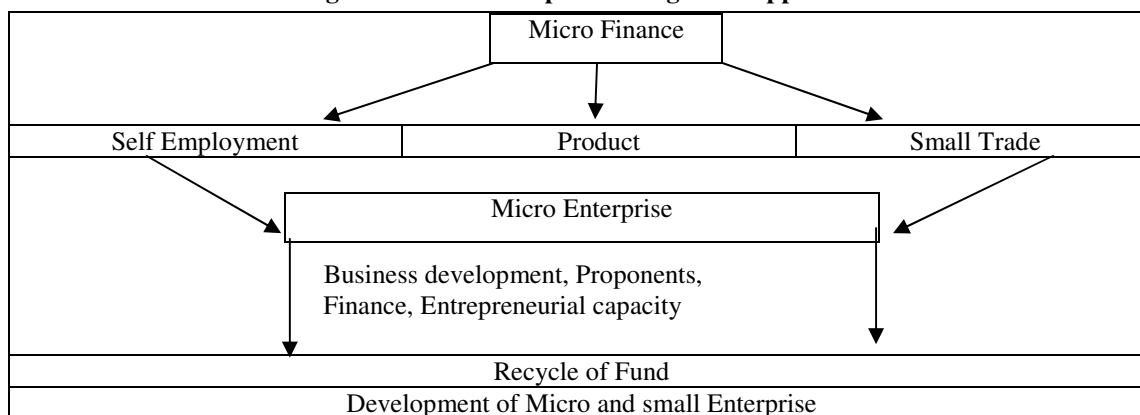 Micro Finance
Self Employment Product Small Trade
Micro Enterprise
Business development, Proponents,
Finance, Entrepreneurial capacity
Recycle of Fund
Development of Micro and small Enterprise